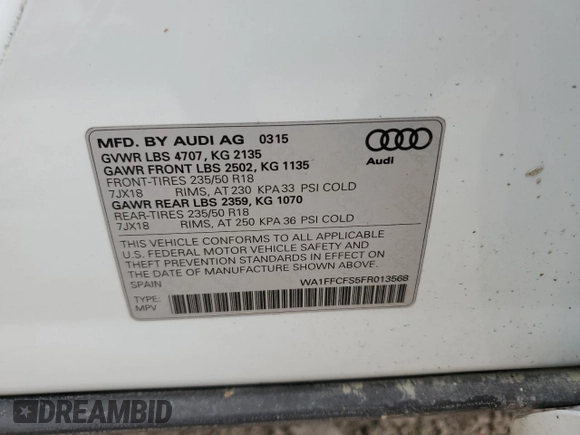 MFD. BY AUDI AG 0315
GVWR LBS 4707, KG 2135
GAWR FRONT LBS 2502, KG 1135
FRONT-TIRES 235/50 R18
7JX18 RIMS, AT 230 KPA 33 PSI COLD
GAWR REAR LBS 2359, KG 1070
REAR-TIRES 235/50 R18
7JX18 RIMS, AT 250 KPA 36 PSI COLD
THIS VEHICLE CONFORMS TO ALL APPLICABLE
U.S. FEDERAL MOTOR VEHICLE SAFETY AND
THEFT PREVENTION STANDARDS IN EFFECT ON
THE DATE OF MANUFACTURE SHOWN ABOVE.
SPAIN WA1FFCFS5FR013568
TYPE:
MPV
Audi
DREAMBID